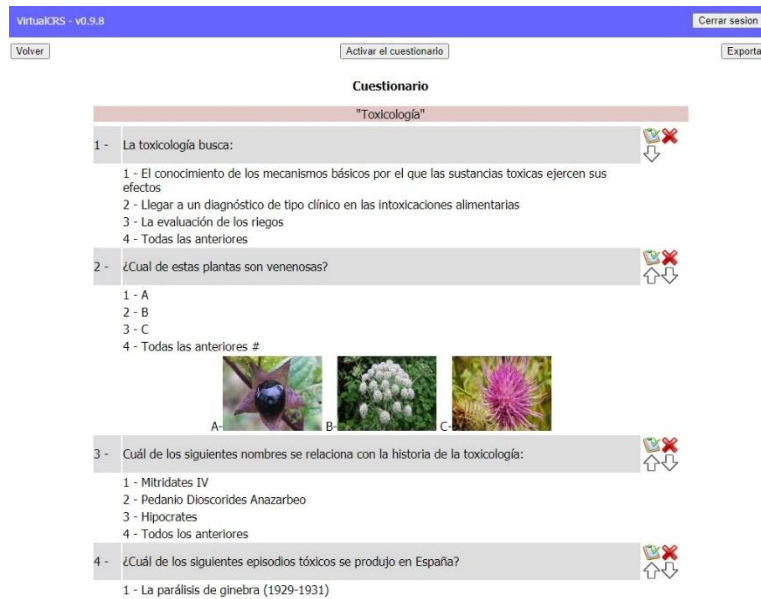 VirtualCRS - v0.9.8
Cerrar sesion
Volver
Activar el cuestionario
Exporta
Cuestionario
"Toxicología"
1 - La toxicología busca:
1 - El conocimiento de los mecanismos básicos por el que las sustancias toxicas ejercen sus
efectos
2 - Llegar a un diagnóstico de tipo clínico en las intoxicaciones alimentarias
3 - La evaluación de los riegos
4 - Todas las anteriores
2 - ¿Cual de estas plantas son venenosas?
1 - A
2 - B
3 - C
4 - Todas las anteriores #
A- B- C-
3 - Cuál de los siguientes nombres se relaciona con la historia de la toxicología:
1 - Mitridates IV
2 - Pedanio Dioscorides Anazarbeo
3 - Hipocrates
4 - Todos los anteriores
4 - ¿Cuál de los siguientes episodios tóxicos se produjo en España?
1 - La parálisis de ginebra (1929-1931)